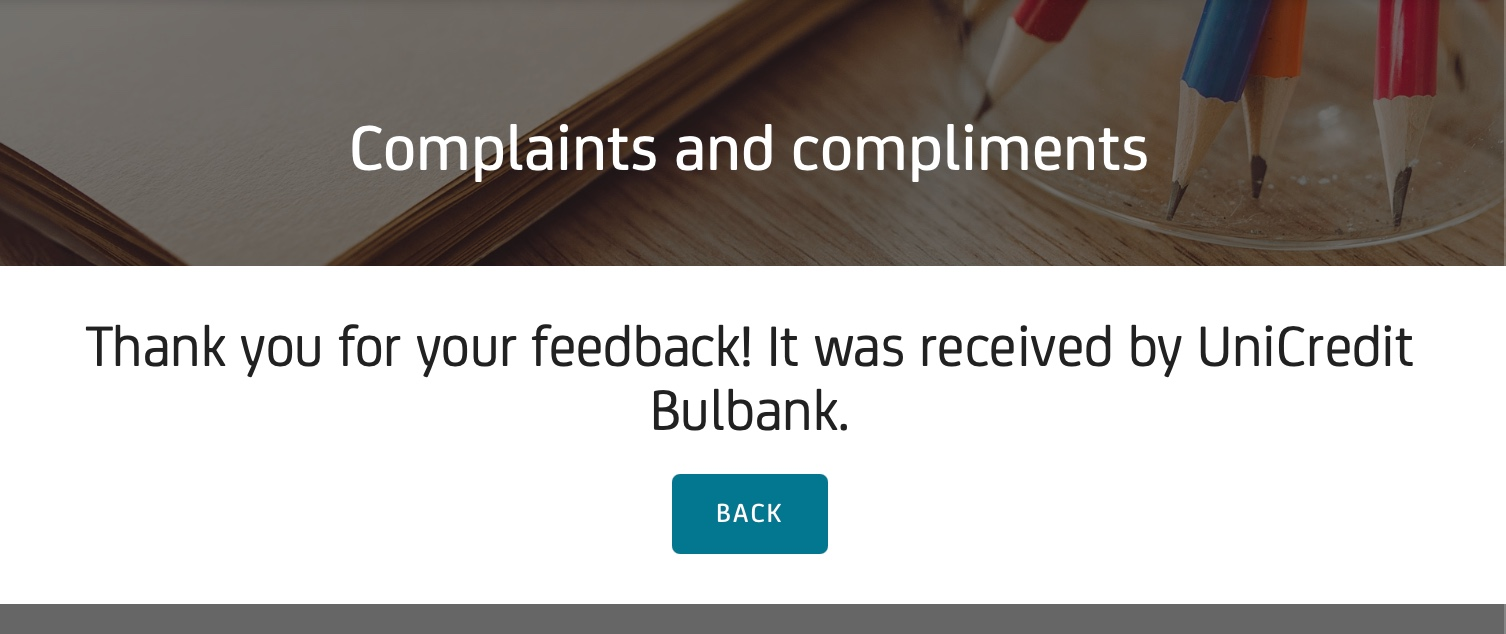 Complaints and compliments
Thank you for your feedback! It was received by UniCredit
Bulbank.
BACK